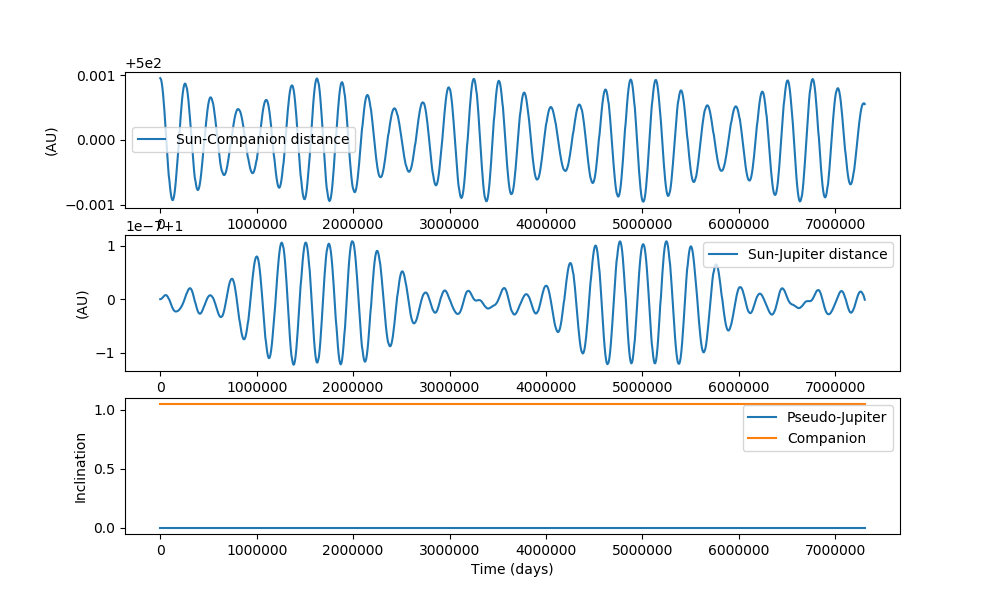 +5e2
0.001
0.000
−0.001
(AU)
Sun-Companion distance
0 1000000 2000000 3000000 4000000 5000000 6000000 7000000
1e−7+1
1
0
−1
(AU)
Sun-Jupiter distance
0 1000000 2000000 3000000 4000000 5000000 6000000 7000000
1.0
0.5
0.0
Inclination
Pseudo-Jupiter
Companion
0 1000000 2000000 3000000 4000000 5000000 6000000 7000000
Time (days)